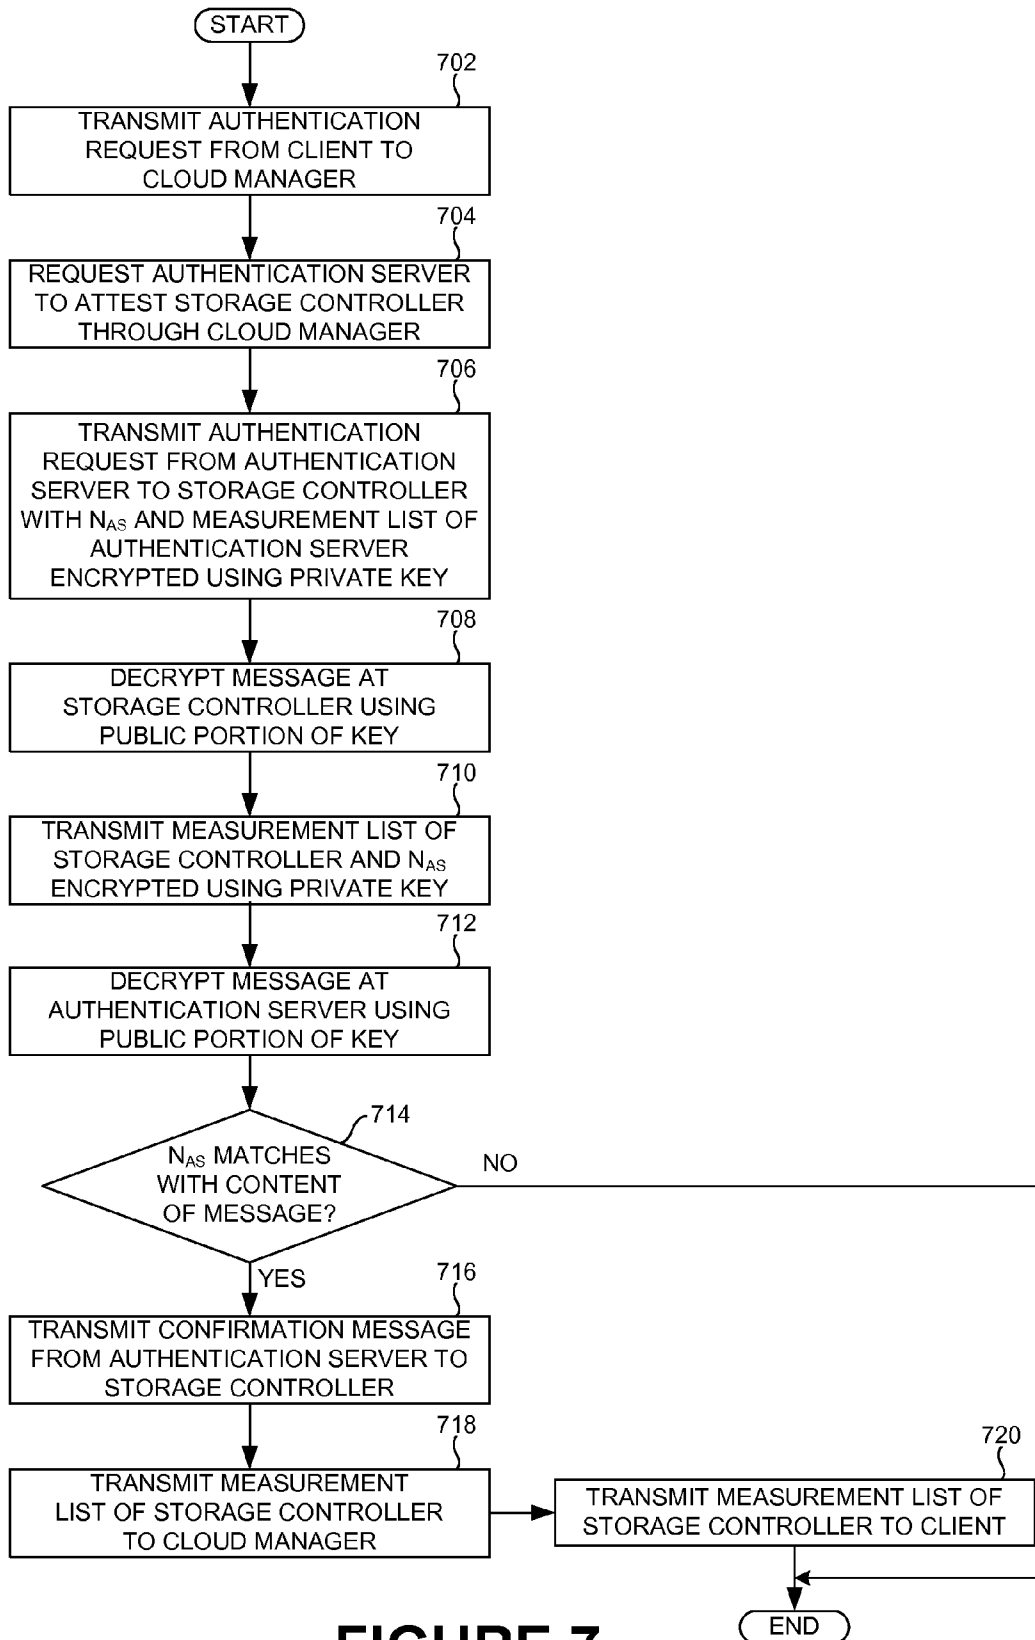 START
702
TRANSMIT AUTHENTICATION
REQUEST FROM CLIENT TO
CLOUD MANAGER
704
REQUEST AUTHENTICATION SERVER
TO ATTEST STORAGE CONTROLLER
THROUGH CLOUD MANAGER
706
TRANSMIT AUTHENTICATION
REQUEST FROM AUTHENTICATION
SERVER TO STORAGE CONTROLLER
WITH NAS AND MEASUREMENT LIST OF
AUTHENTICATION SERVER
ENCRYPTED USING PRIVATE KEY
708
DECRYPT MESSAGE AT
STORAGE CONTROLLER USING
PUBLIC PORTION OF KEY
710
TRANSMIT MEASUREMENT LIST OF
STORAGE CONTROLLER AND NAS
ENCRYPTED USING PRIVATE KEY
712
DECRYPT MESSAGE AT
AUTHENTICATION SERVER USING
PUBLIC PORTION OF KEY
714
NAS MATCHES
WITH CONTENT
OF MESSAGE?
NO
YES
716
TRANSMIT CONFIRMATION MESSAGE
FROM AUTHENTICATION SERVER TO
STORAGE CONTROLLER
718
TRANSMIT MEASUREMENT
LIST OF STORAGE CONTROLLER
TO CLOUD MANAGER
720
TRANSMIT MEASUREMENT LIST OF
STORAGE CONTROLLER TO CLIENT
END
FIGURE 7